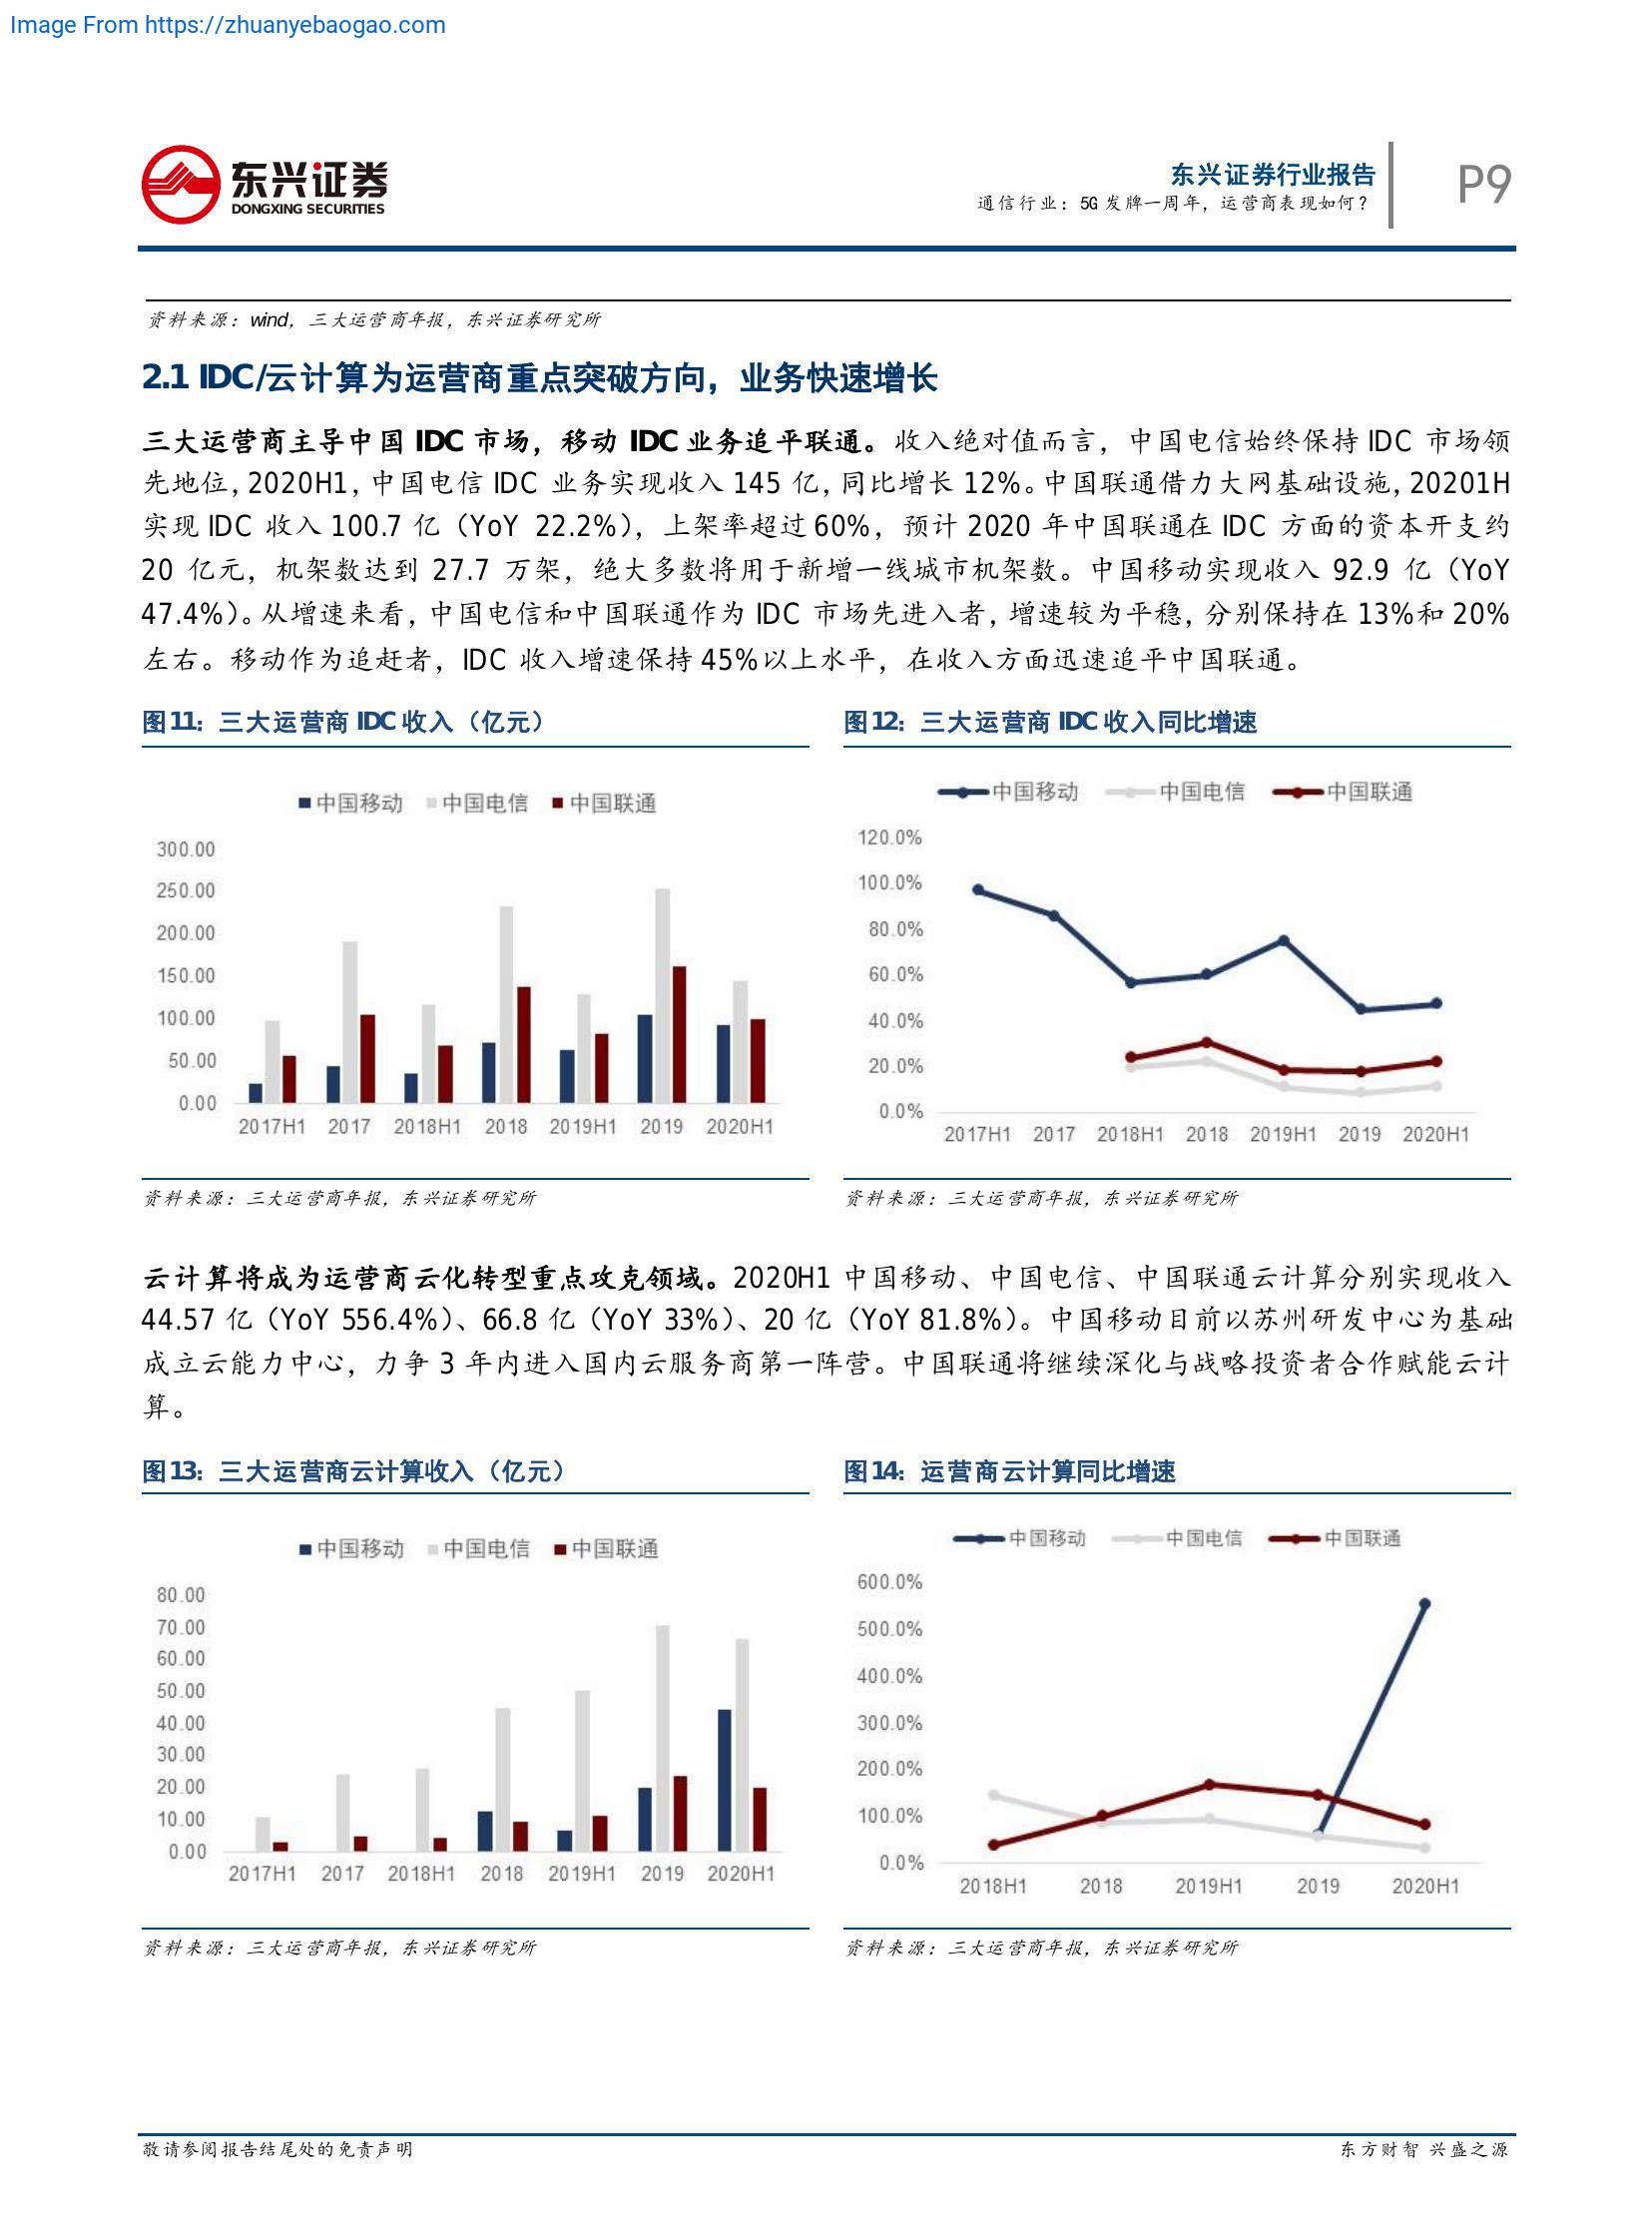 Image From https://zhuanyebaogao.com
东兴证券
DONGXING SECURITIES
东兴证券行业报告
通信行业：5G 发牌一周年，运营商表现如何？
P9
资料来源：wind，三大运营商年报，东兴证券研究所
2.1 IDC/云计算为运营商重点突破方向，业务快速增长
三大运营商主导中国 IDC 市场，移动 IDC 业务追平联通。收入绝对值而言，中国电信始终保持 IDC 市场领
先地位，2020H1，中国电信 IDC 业务实现收入 145 亿，同比增长 12%。中国联通借力大网基础设施，20201H
实现 IDC 收入 100.7 亿（YoY 22.2%），上架率超过 60%，预计 2020 年中国联通在 IDC 方面的资本开支约
20 亿元，机架数达到 27.7 万架，绝大多数将用于新增一线城市机架数。中国移动实现收入 92.9 亿（YoY
47.4%）。从增速来看，中国电信和中国联通作为 IDC 市场先进入者，增速较为平稳，分别保持在 13%和 20%
左右。移动作为追赶者，IDC 收入增速保持 45%以上水平，在收入方面迅速追平中国联通。
图11：三大运营商 IDC 收入（亿元）
中国移动 中国电信 中国联通
300.00
250.00
200.00
150.00
100.00
50.00
0.00
2017H1 2017 2018H1 2018 2019H1 2019 2020H1
资料来源：三大运营商年报，东兴证券研究所
图12：三大运营商 IDC 收入同比增速
中国移动 中国电信 中国联通
120.0%
100.0%
80.0%
60.0%
40.0%
20.0%
0.0%
2017H1 2017 2018H1 2018 2019H1 2019 2020H1
资料来源：三大运营商年报，东兴证券研究所
云计算将成为运营商云化转型重点攻克领域。2020H1 中国移动、中国电信、中国联通云计算分别实现收入
44.57 亿（YoY 556.4%）、66.8 亿（YoY 33%）、20 亿（YoY 81.8%）。中国移动目前以苏州研发中心为基础
成立云能力中心，力争 3 年内进入国内云服务商第一阵营。中国联通将继续深化与战略投资者合作赋能云计
算。
图13：三大运营商云计算收入（亿元）
中国移动 中国电信 中国联通
80.00
70.00
60.00
50.00
40.00
30.00
20.00
10.00
0.00
2017H1 2017 2018H1 2018 2019H1 2019 2020H1
资料来源：三大运营商年报，东兴证券研究所
图14：运营商云计算同比增速
中国移动 中国电信 中国联通
600.0%
500.0%
400.0%
300.0%
200.0%
100.0%
0.0%
2018H1 2018 2019H1 2019 2020H1
资料来源：三大运营商年报，东兴证券研究所
敬请参阅报告结尾处的免责声明
东方财智 兴盛之源